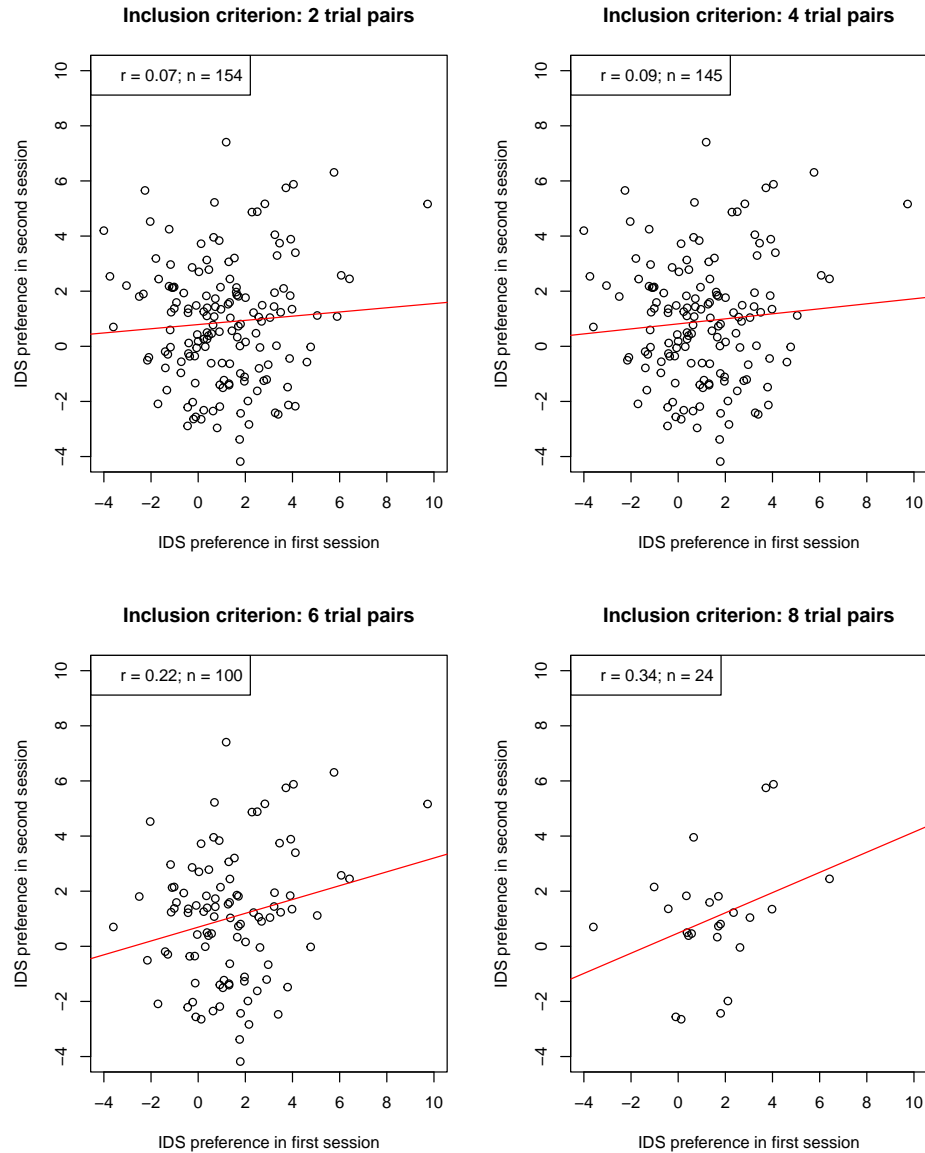 Inclusion criterion: 2 trial pairs
r = 0.07; n = 154
IDS preference in second session
10
8
6
4
2
0
−2
−4
−4 −2 0 2 4 6 8 10
IDS preference in first session
Inclusion criterion: 4 trial pairs
r = 0.09; n = 145
IDS preference in second session
10
8
6
4
2
0
−2
−4
−4 −2 0 2 4 6 8 10
IDS preference in first session
Inclusion criterion: 6 trial pairs
r = 0.22; n = 100
IDS preference in second session
10
8
6
4
2
0
−2
−4
−4 −2 0 2 4 6 8 10
IDS preference in first session
Inclusion criterion: 8 trial pairs
r = 0.34; n = 24
IDS preference in second session
10
8
6
4
2
0
−2
−4
−4 −2 0 2 4 6 8 10
IDS preference in first session